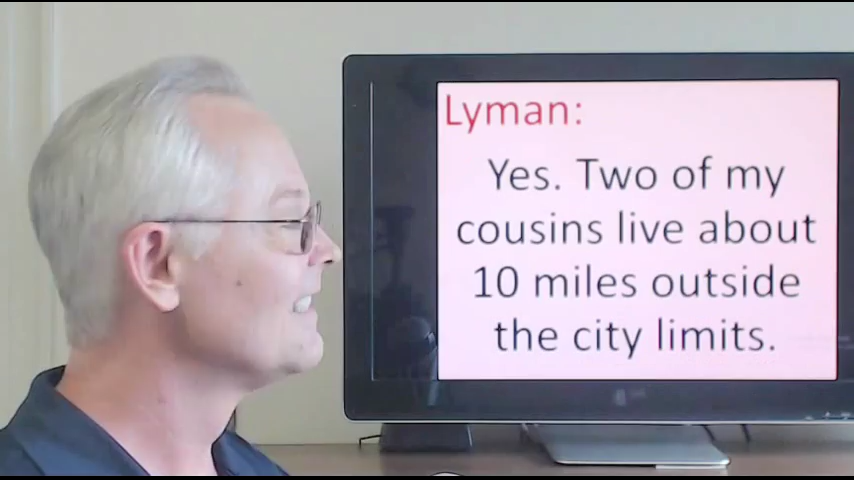 Lyman:
Yes. Two of my
cousins live about
10 miles outside
the city limits.